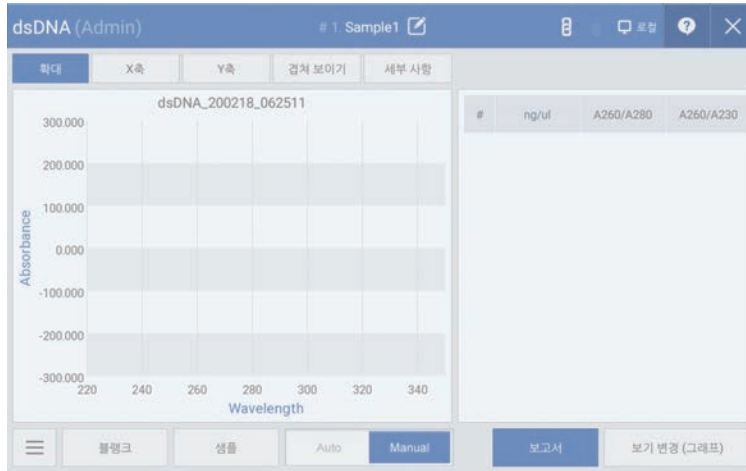 dsDNA (Admin) # 1. Sample1 로컬 ?
확대 X축 Y축 겹쳐 보이기 세부 사항
dsDNA_200218_062511
# ng/ul A260/A280 A260/A230
300.000
200.000
100.000
0.000
-100.000
-200.000
-300.000
Absorbance
220 240 260 280 300 320 340
Wavelength
블랭크 샘플 Auto Manual 보고서 보기 변경 (그래프)